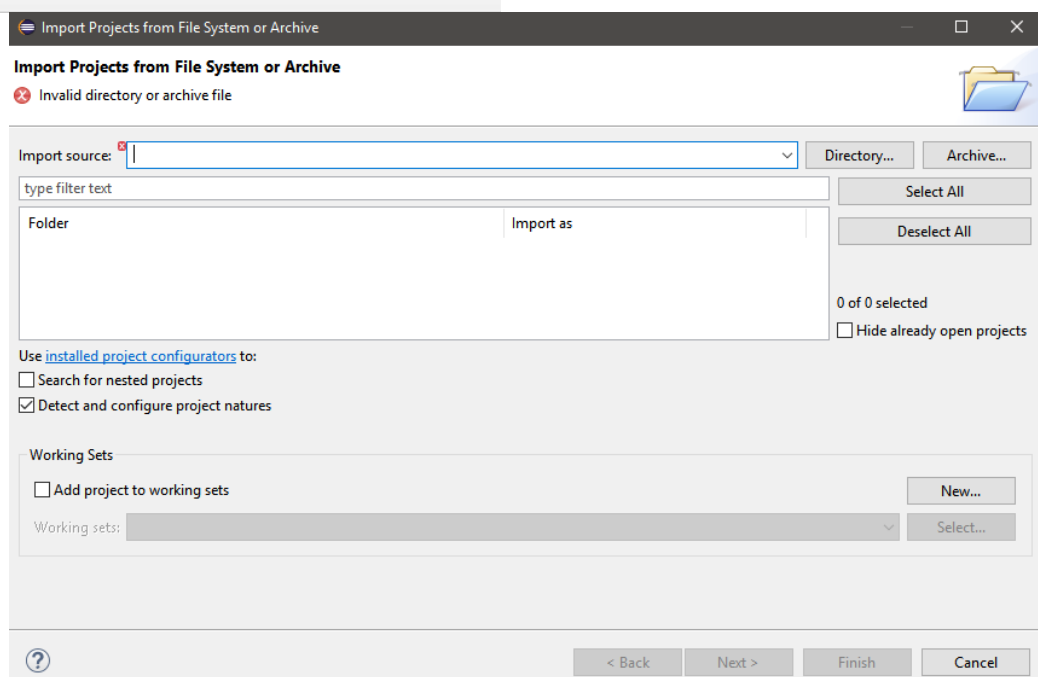 Import Projects from File System or Archive
Import Projects from File System or Archive
Invalid directory or archive file
Import source: Directory... Archive...
type filter text Select All
Folder Import as Deselect All
0 of 0 selected
Hide already open projects
Use installed project configurators to:
Search for nested projects
Detect and configure project natures
Working Sets
Add project to working sets New...
Working sets: Select...
? < Back Next > Finish Cancel